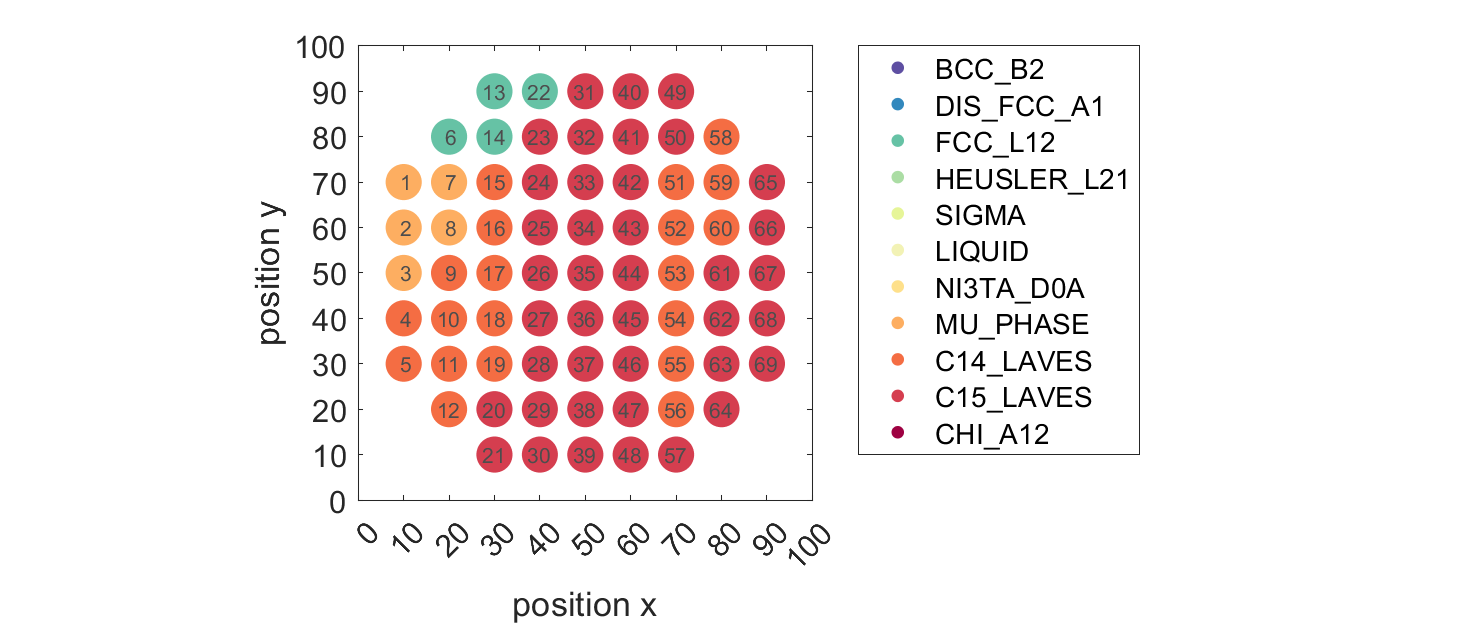 100
90
80
70
60
50
40
30
20
10
0
position y
13 22 31 40 49
6 14 23 32 41 50 58
1 7 15 24 33 42 51 59 65
2 8 16 25 34 43 52 60 66
3 9 17 26 35 44 53 61 67
4 10 18 27 36 45 54 62 68
5 11 19 28 37 46 55 63 69
12 20 29 38 47 56 64
21 30 39 48 57
0 10 20 30 40 50 60 70 80 90 100
position x
BCC_B2
DIS_FCC_A1
FCC_L12
HEUSLER_L21
SIGMA
LIQUID
NI3TA_D0A
MU_PHASE
C14_LAVES
C15_LAVES
CHI_A12